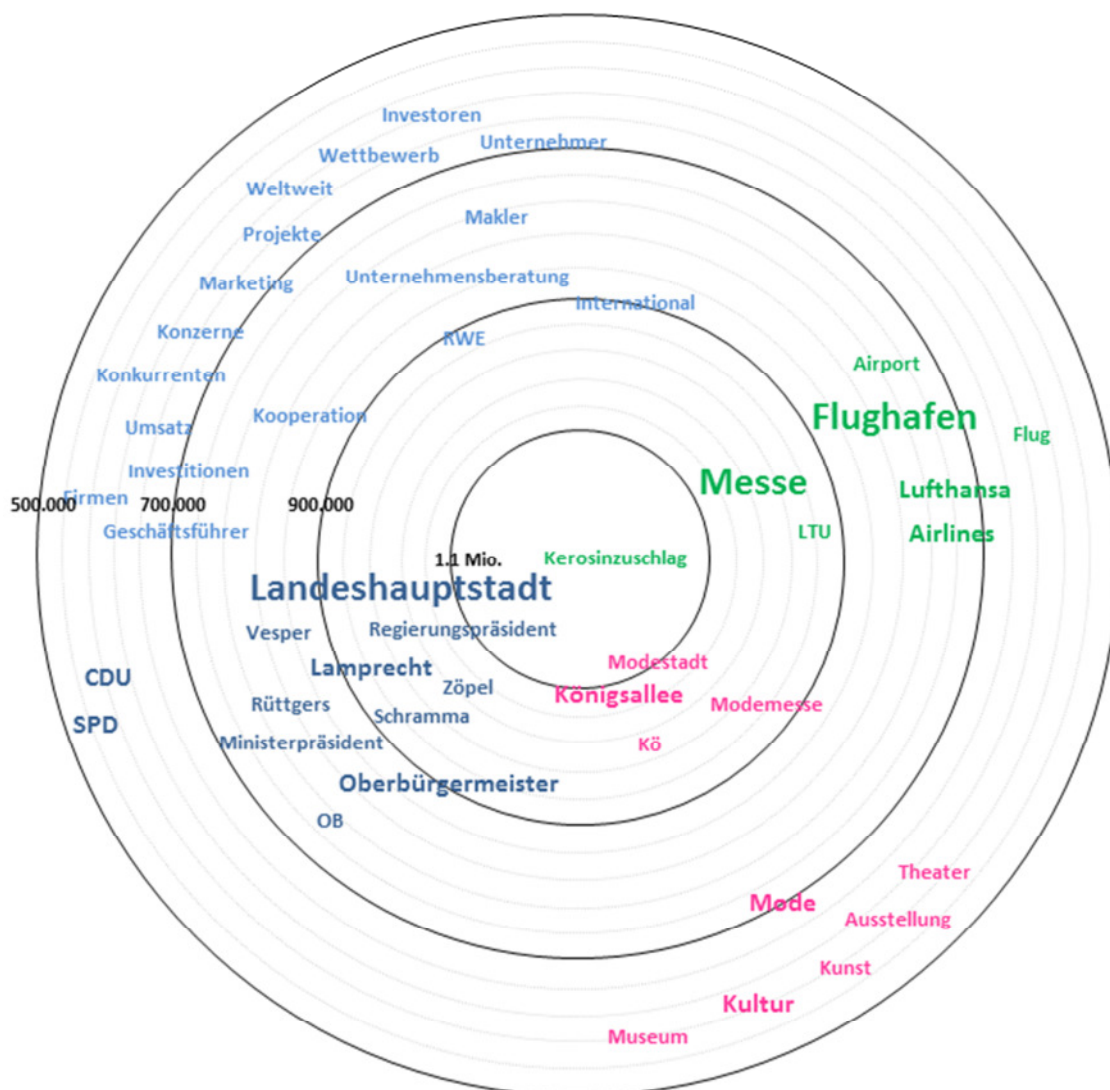 Investoren
Unternehmer
Wettbewerb
Weltweit
Makler
Projekte
Unternehmensberatung
Marketing
International
Konzerne
RWE
Airport
Konkurrenten
Kooperation
Flughafen
Umsatz
Flug
Investitionen
Messe
Lufthansa
Firmen
500.000
700.000
900.000
Geschäftsführer
LTU
Airlines
1.1 Mio.
Kerosinzuschlag
Landeshauptstadt
Vesper
Regierungspräsident
Lamprecht
Modestadt
CDU
Zöpel
Königsallee
Rüttgers
Modemesse
Schramma
SPD
Ministerpräsident
Kö
Oberbürgermeister
OB
Theater
Mode
Ausstellung
Kunst
Kultur
Museum